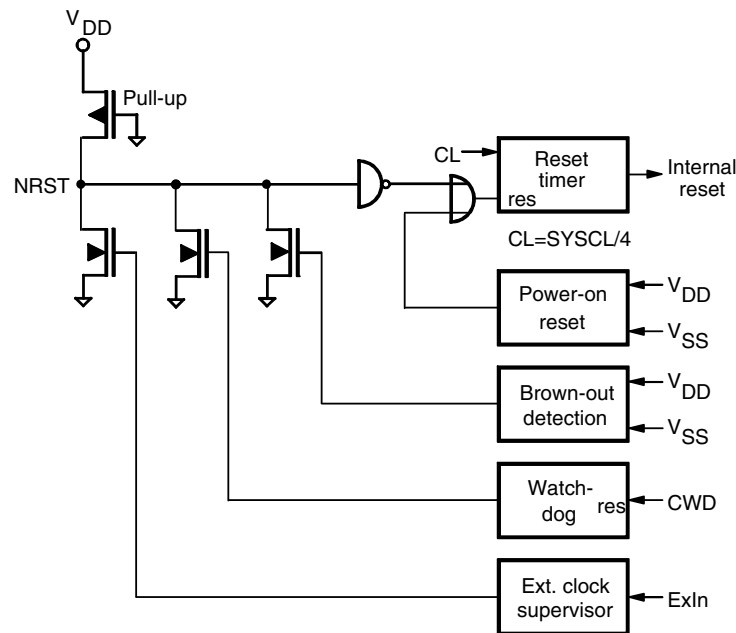 VDD
Pull-up
NRST
CL
Reset
timer
res
Internal
reset
CL=SYSCL/4
Power-on
reset
VDD
VSS
Brown-out
detection
VDD
VSS
Watch-
dog
res
CWD
Ext. clock
supervisor
ExIn